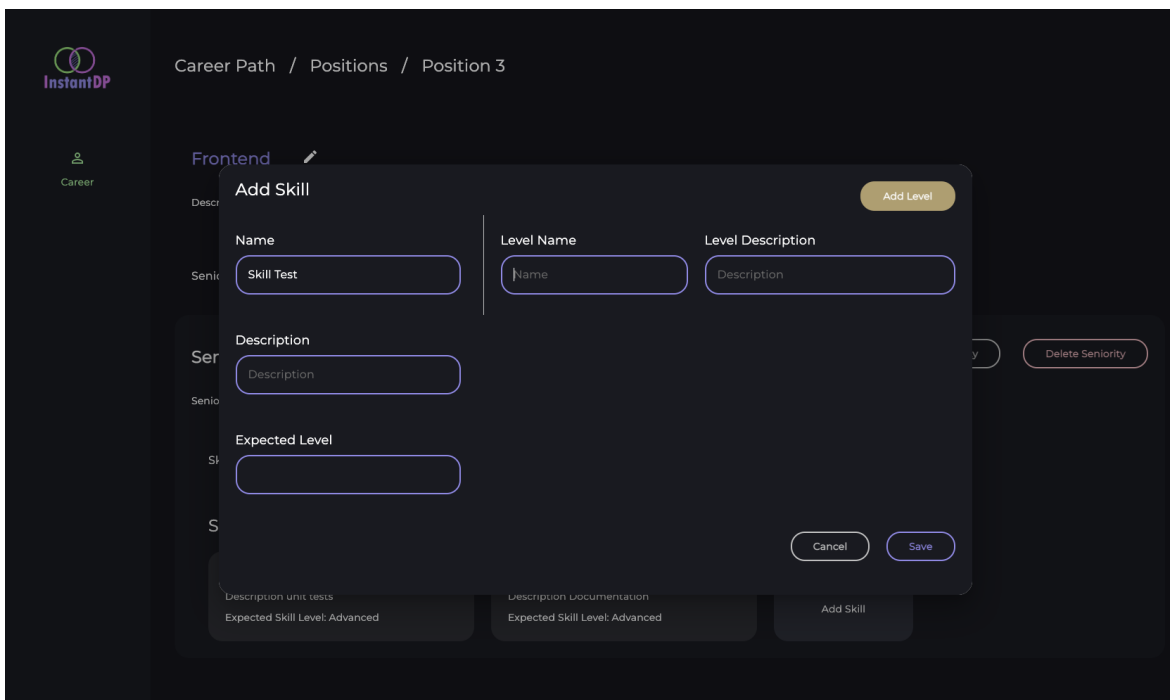 InstantDP
Career Path / Positions / Position 3
Career
Frontend
Add Skill
Add Level
Name
Level Name
Level Description
Skill Test
Name
Description
Description
Delete Seniority
Description
Expected Level
Cancel
Save
Description unit tests
Description Documentation
Expected Skill Level: Advanced
Expected Skill Level: Advanced
Add Skill